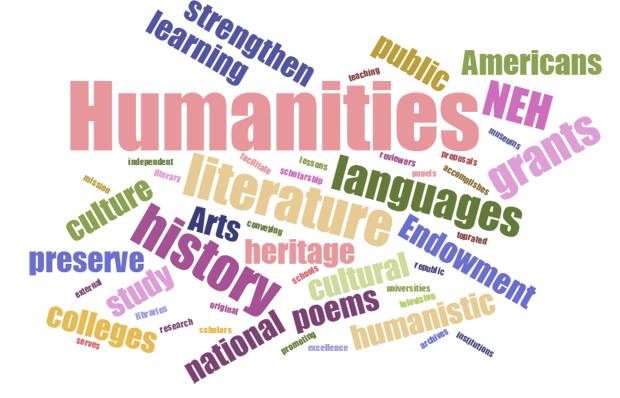 strengthen
learning
public
teaching
Americans
Humanities
NEH
museums
grants
independent
facilitate
lessons
reviewers
proposals
literary
scholarship
panels
accomplishes
mission
literature
languages
culture
history
Arts
conveying
Endowment
toprated
preserve
heritage
external
study
schools
cultural
republic
universities
libraries
original
television
colleges
research
scholars
national
poems
humanistic
serves
promoting
excellence
archives
institutions